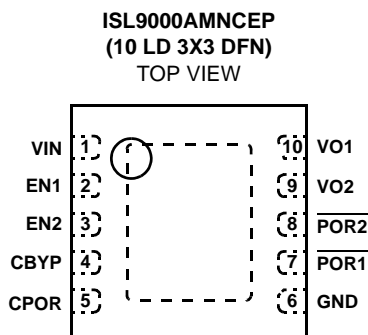 ISL9000AMNCEP
(10 LD 3X3 DFN)
TOP VIEW
VIN 1 10 VO1
EN1 2 9 VO2
EN2 3 8 POR2
CBYP 4 7 POR1
CPOR 5 6 GND